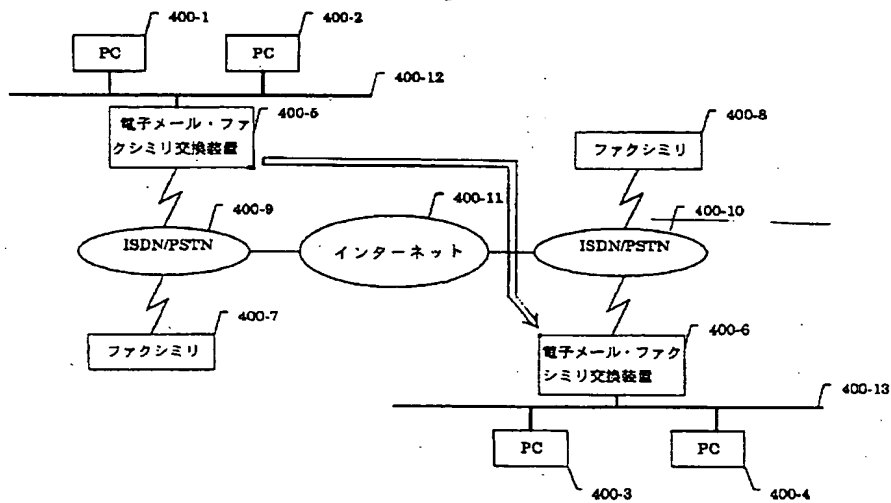 400-1
400-2
PC
PC
400-12
電子メール・ファ
クシミリ交換装置
400-5
400-8
ファクシミリ
400-9
400-11
400-10
ISDN/PSTN
インターネット
ISDN/PSTN
400-7
ファクシミリ
400-6
電子メール・ファク
シミリ交換装置
400-13
PC
PC
400-3
400-4